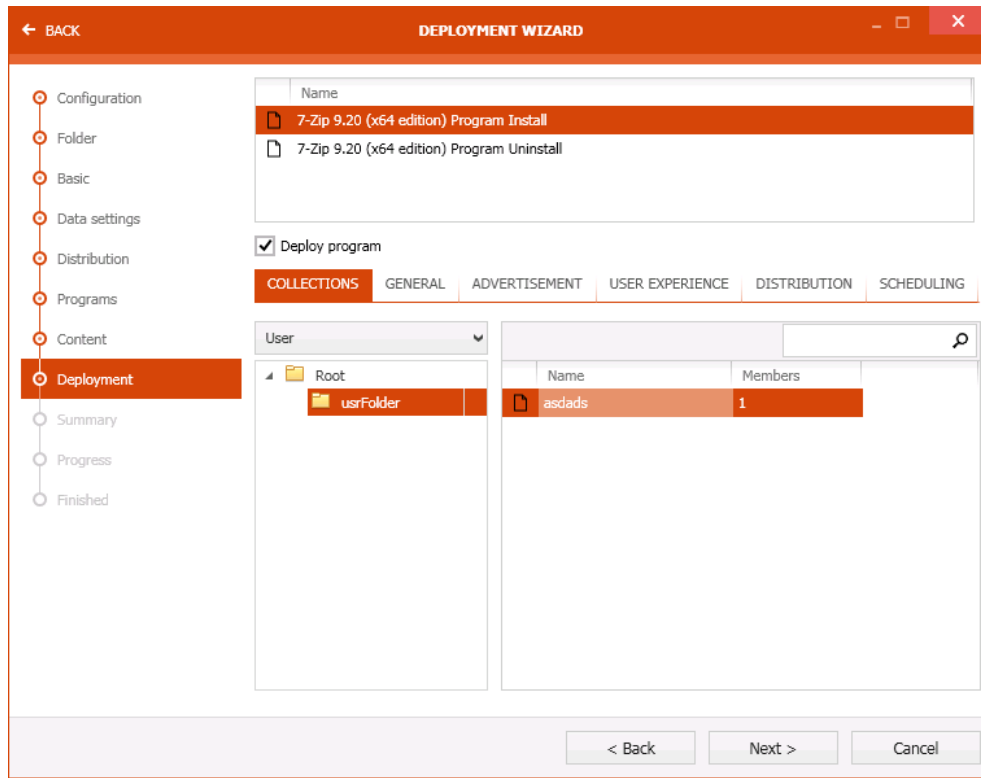 BACK
DEPLOYMENT WIZARD
Configuration
Folder
Basic
Data settings
Distribution
Programs
Content
Deployment
Summary
Progress
Finished
Name
7-Zip 9.20 (x64 edition) Program Install
7-Zip 9.20 (x64 edition) Program Uninstall
Deploy program
COLLECTIONS GENERAL ADVERTISEMENT USER EXPERIENCE DISTRIBUTION SCHEDULING
User
Root
usrFolder
Name Members
asdads 1
< Back Next > Cancel